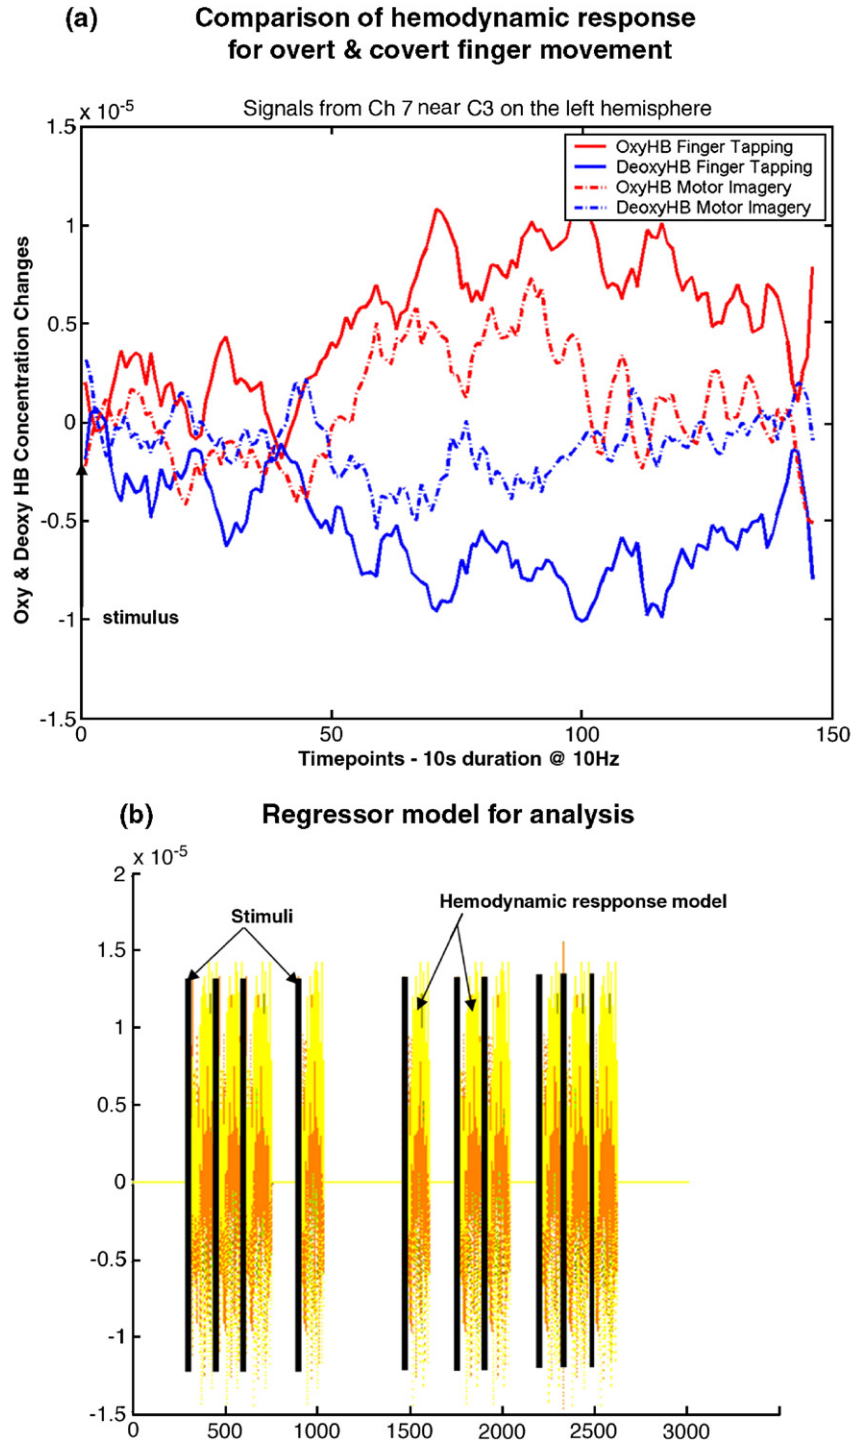 (a) Comparison of hemodynamic response
for overt & covert finger movement
Signals from Ch 7 near C3 on the left hemisphere
x 10-5
1.5
1
0.5
0
-0.5
-1
-1.5
OxyHB Finger Tapping
DeoxyHB Finger Tapping
OxyHB Motor Imagery
DeoxyHB Motor Imagery
Oxy & Deoxy HB Concentration Changes
stimulus
0 50 100 150
Timepoints - 10s duration @ 10Hz
(b) Regressor model for analysis
x 10-5
2
1.5
1
0.5
0
-0.5
-1
-1.5
Stimuli
Hemodynamic respponse model
0 500 1000 1500 2000 2500 3000